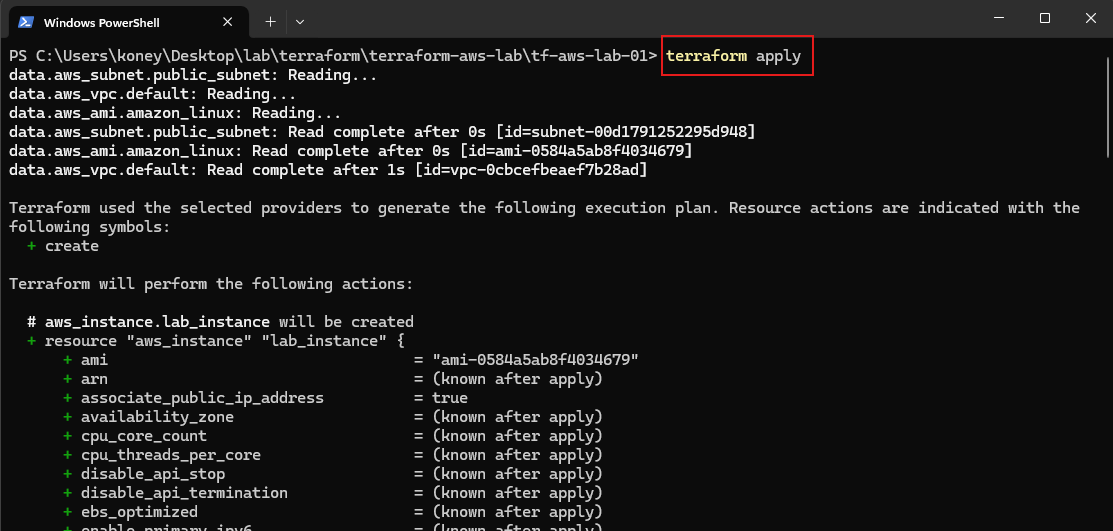 Windows PowerShell
PS C:\Users\koney\Desktop\lab\terraform\terraform-aws-lab\tf-aws-lab-01> terraform apply
data.aws_subnet.public_subnet: Reading...
data.aws_vpc.default: Reading...
data.aws_ami.amazon_linux: Reading...
data.aws_subnet.public_subnet: Read complete after 0s [id=subnet-00d1791252295d948]
data.aws_ami.amazon_linux: Read complete after 0s [id=ami-0584a5ab8f4034679]
data.aws_vpc.default: Read complete after 1s [id=vpc-0cbcefbeaef7b28ad]
Terraform used the selected providers to generate the following execution plan. Resource actions are indicated with the
following symbols:
+ create
Terraform will perform the following actions:
# aws_instance.lab_instance will be created
+ resource "aws_instance" "lab_instance" {
+ ami = "ami-0584a5ab8f4034679"
+ arn = (known after apply)
+ associate_public_ip_address = true
+ availability_zone = (known after apply)
+ cpu_core_count = (known after apply)
+ cpu_threads_per_core = (known after apply)
+ disable_api_stop = (known after apply)
+ disable_api_termination = (known after apply)
+ ebs_optimized = (known after apply)
+ enable_primary_ipv6 = (known after apply)